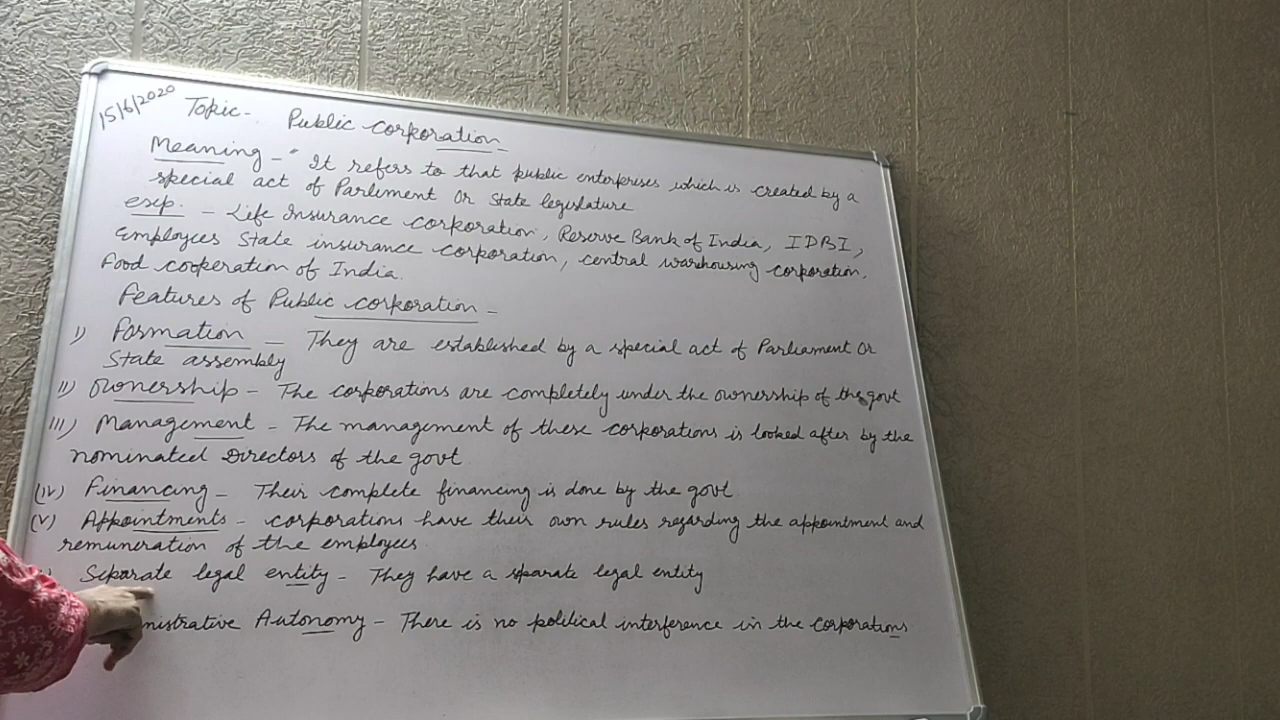 15/6/2020 Topic- Public corporation -
Meaning - " It refers to that public enterprises which is created by a
special act of Parliment Or State legislature
exp. - Life Insurance corporation, Reserve Bank of India, IDBI,
Employees State insurance corporation, central warehousing corporation,
Food cooperation of India.
Features of Public corporation -
I) Formation - They are established by a special act of Parliament Or
State assembly
II) Ownership - The corporations are completely under the ownership of the govt
III) Management - The management of these corporations is looked after by the
nominated Directors of the govt
(IV) Financing - Their complete financing is done by the govt.
(V) Appointments - corporations have their own rules regarding the appointment and
remuneration of the employees.
Separate legal entity - They have a separate legal entity
nistrative Autonomy - There is no political interference in the corporations